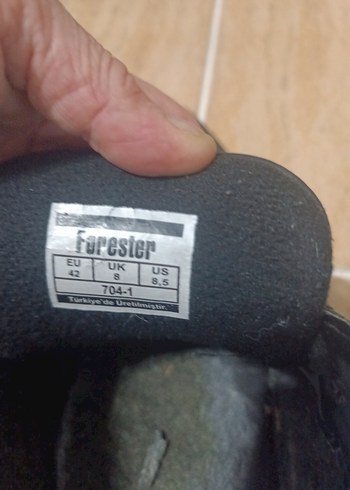 Forester
EU UK US
42 8 8,5
704-1
Türkiye'de Üretilmiştir.